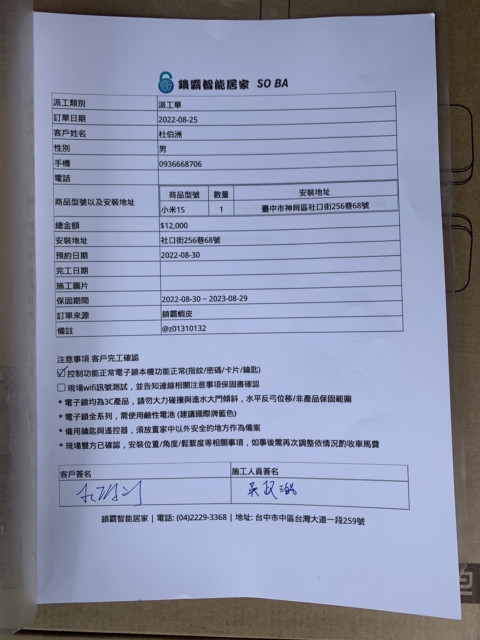 鎖霸智能居家 SO BA
派工類別 派工單
訂單日期 2022-08-25
客戶姓名 杜伯洲
性別 男
手機 0936668706
電話
商品型號以及安裝地址 商品型號 數量 安裝地址
小米1S 1 臺中市神岡區社口街256巷68號
總金額 $12,000
安裝地址 社口街256巷68號
預約日期 2022-08-30
完工日期
施工圖片
保固期間 2022-08-30 ~ 2023-08-29
訂單來源 鎖霸蝦皮
備註 @z01310132
注意事項 客戶完工確認
控制功能正常電子鎖本機功能正常(指紋/密碼/卡片/鑰匙)
現場wifi訊號測試，並告知連線相關注意事項保固書確認
* 電子鎖均為3C產品，請勿大力碰撞與進水大門傾斜，水平反弓位移/非產品保固範圍
* 電子鎖全系列，需使用鹼性電池 (建議國際牌藍色)
* 備用鑰匙與遙控器，須放置家中以外安全的地方作為備案
* 現場雙方已確認，安裝位置/角度/鬆緊度等相關事項，如事後需再次調整依情況酌收車馬費
客戶簽名 施工人員簽名
鎖霸智能居家 | 電話: (04)2229-3368 | 地址: 台中市中區台灣大道一段259號